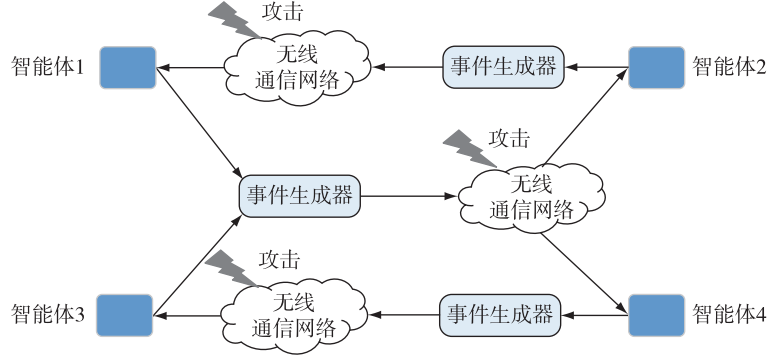 攻击
智能体1
无线
通信网络
事件生成器
智能体2
攻击
事件生成器
无线
通信网络
攻击
智能体3
无线
通信网络
事件生成器
智能体4